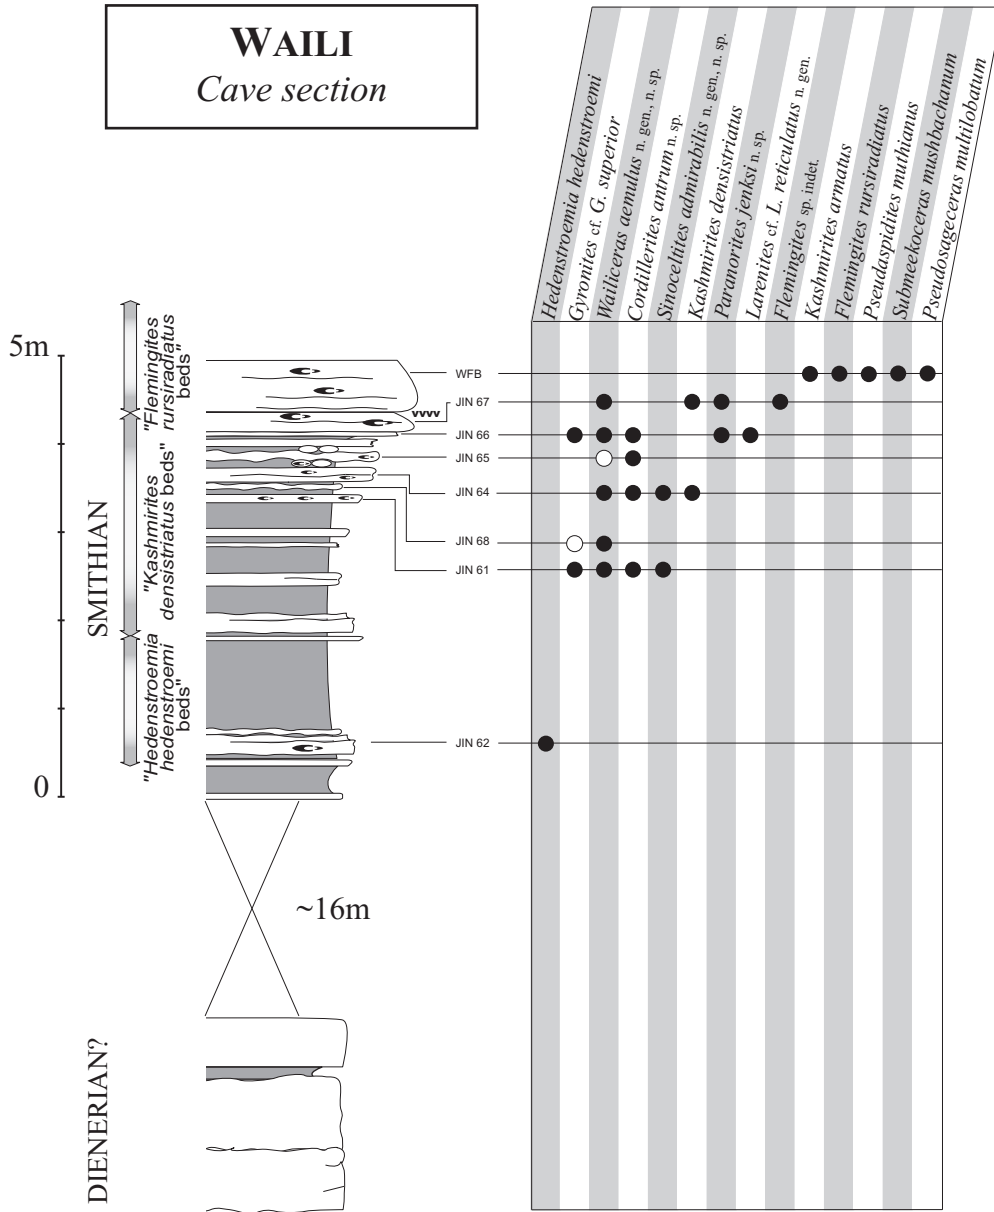 WAILI
Cave section
Hedenstroemia hedenstroemi
Gyromites cf. G. superior
Wailiceras aemulus n. gen., n. sp.
Cordillerites antrum n. sp.
Sinoceltites admirabilis n. gen., n. sp.
Kashmirites densistriatus
Paranorites jenksi n. sp.
Larenites cf. L. reticulatus n. gen.
Flemingites sp. indet.
Kashmirites armatus
Flemingites rursiradiatus
Pseudaspidites muthianus
Submeekoceras mushbachanum
Pseudosageceras multilobatum
5m
0
SMITHIAN
"Flemingites
rursiradiatus
beds"
"Kashmirites
densistriatus beds"
"Hedenstroemia
hedenstroemi
beds"
vvvv
WFB
JIN 67
JIN 66
JIN 65
JIN 64
JIN 68
JIN 61
JIN 62
~16m
DIENERIAN?